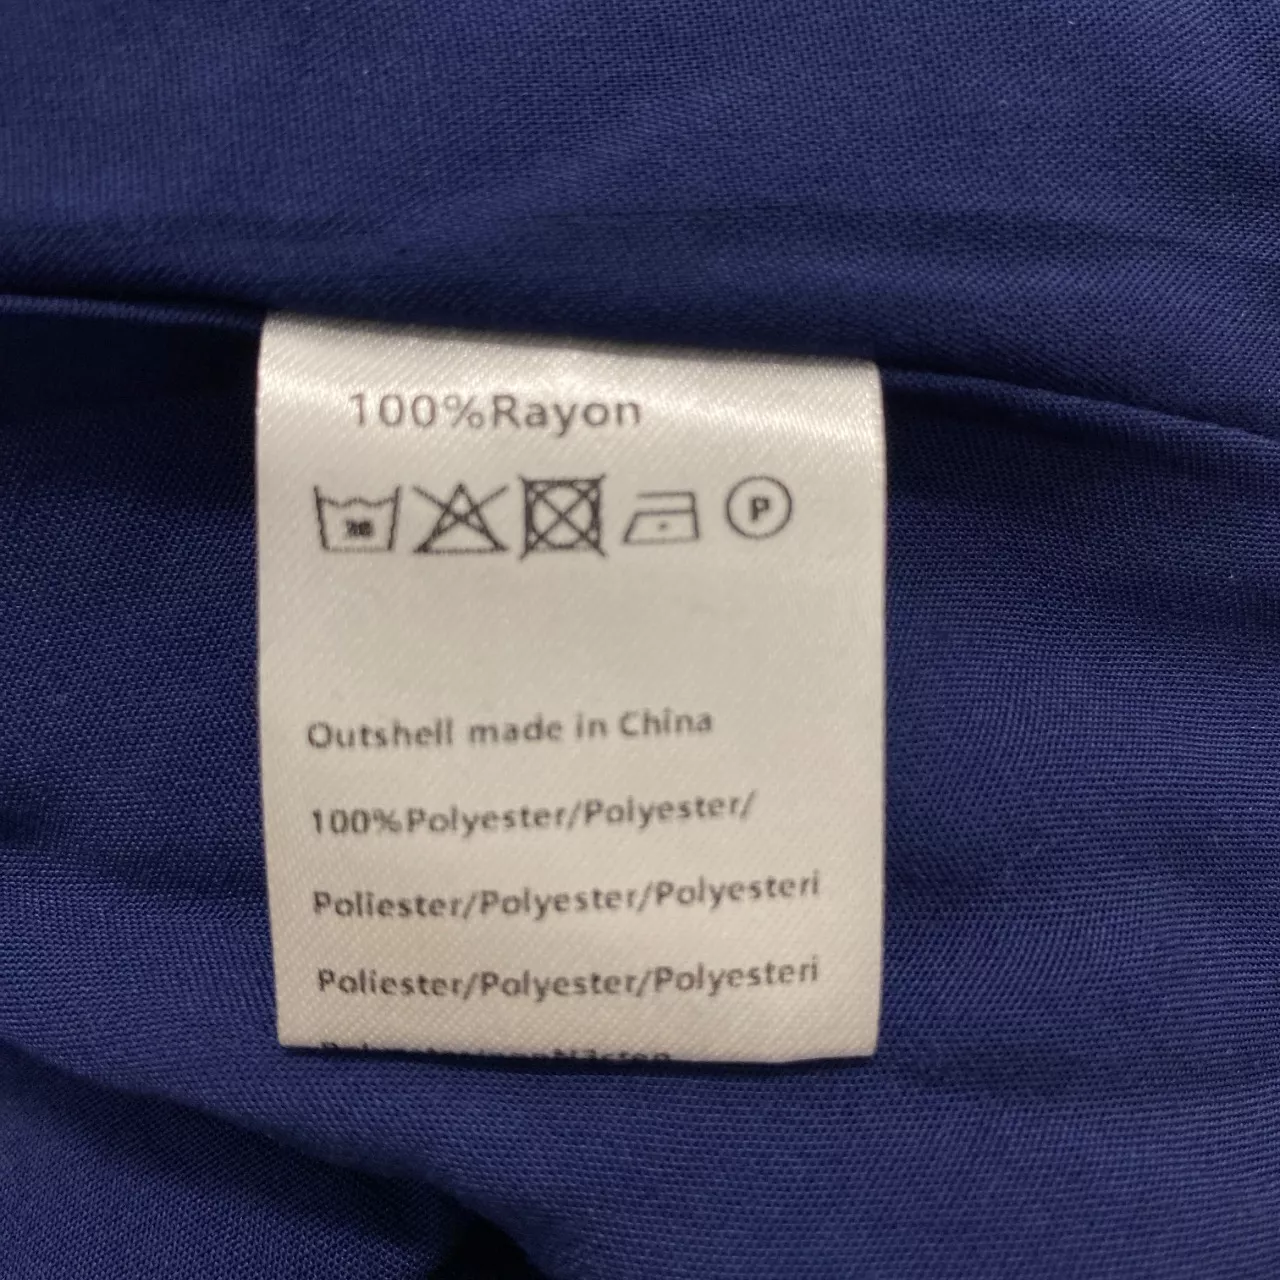 100%Rayon
P
Outshell made in China
100%Polyester/Polyester/
Poliester/Polyester/Polyesteri
Poliester/Polyester/Polyesteri